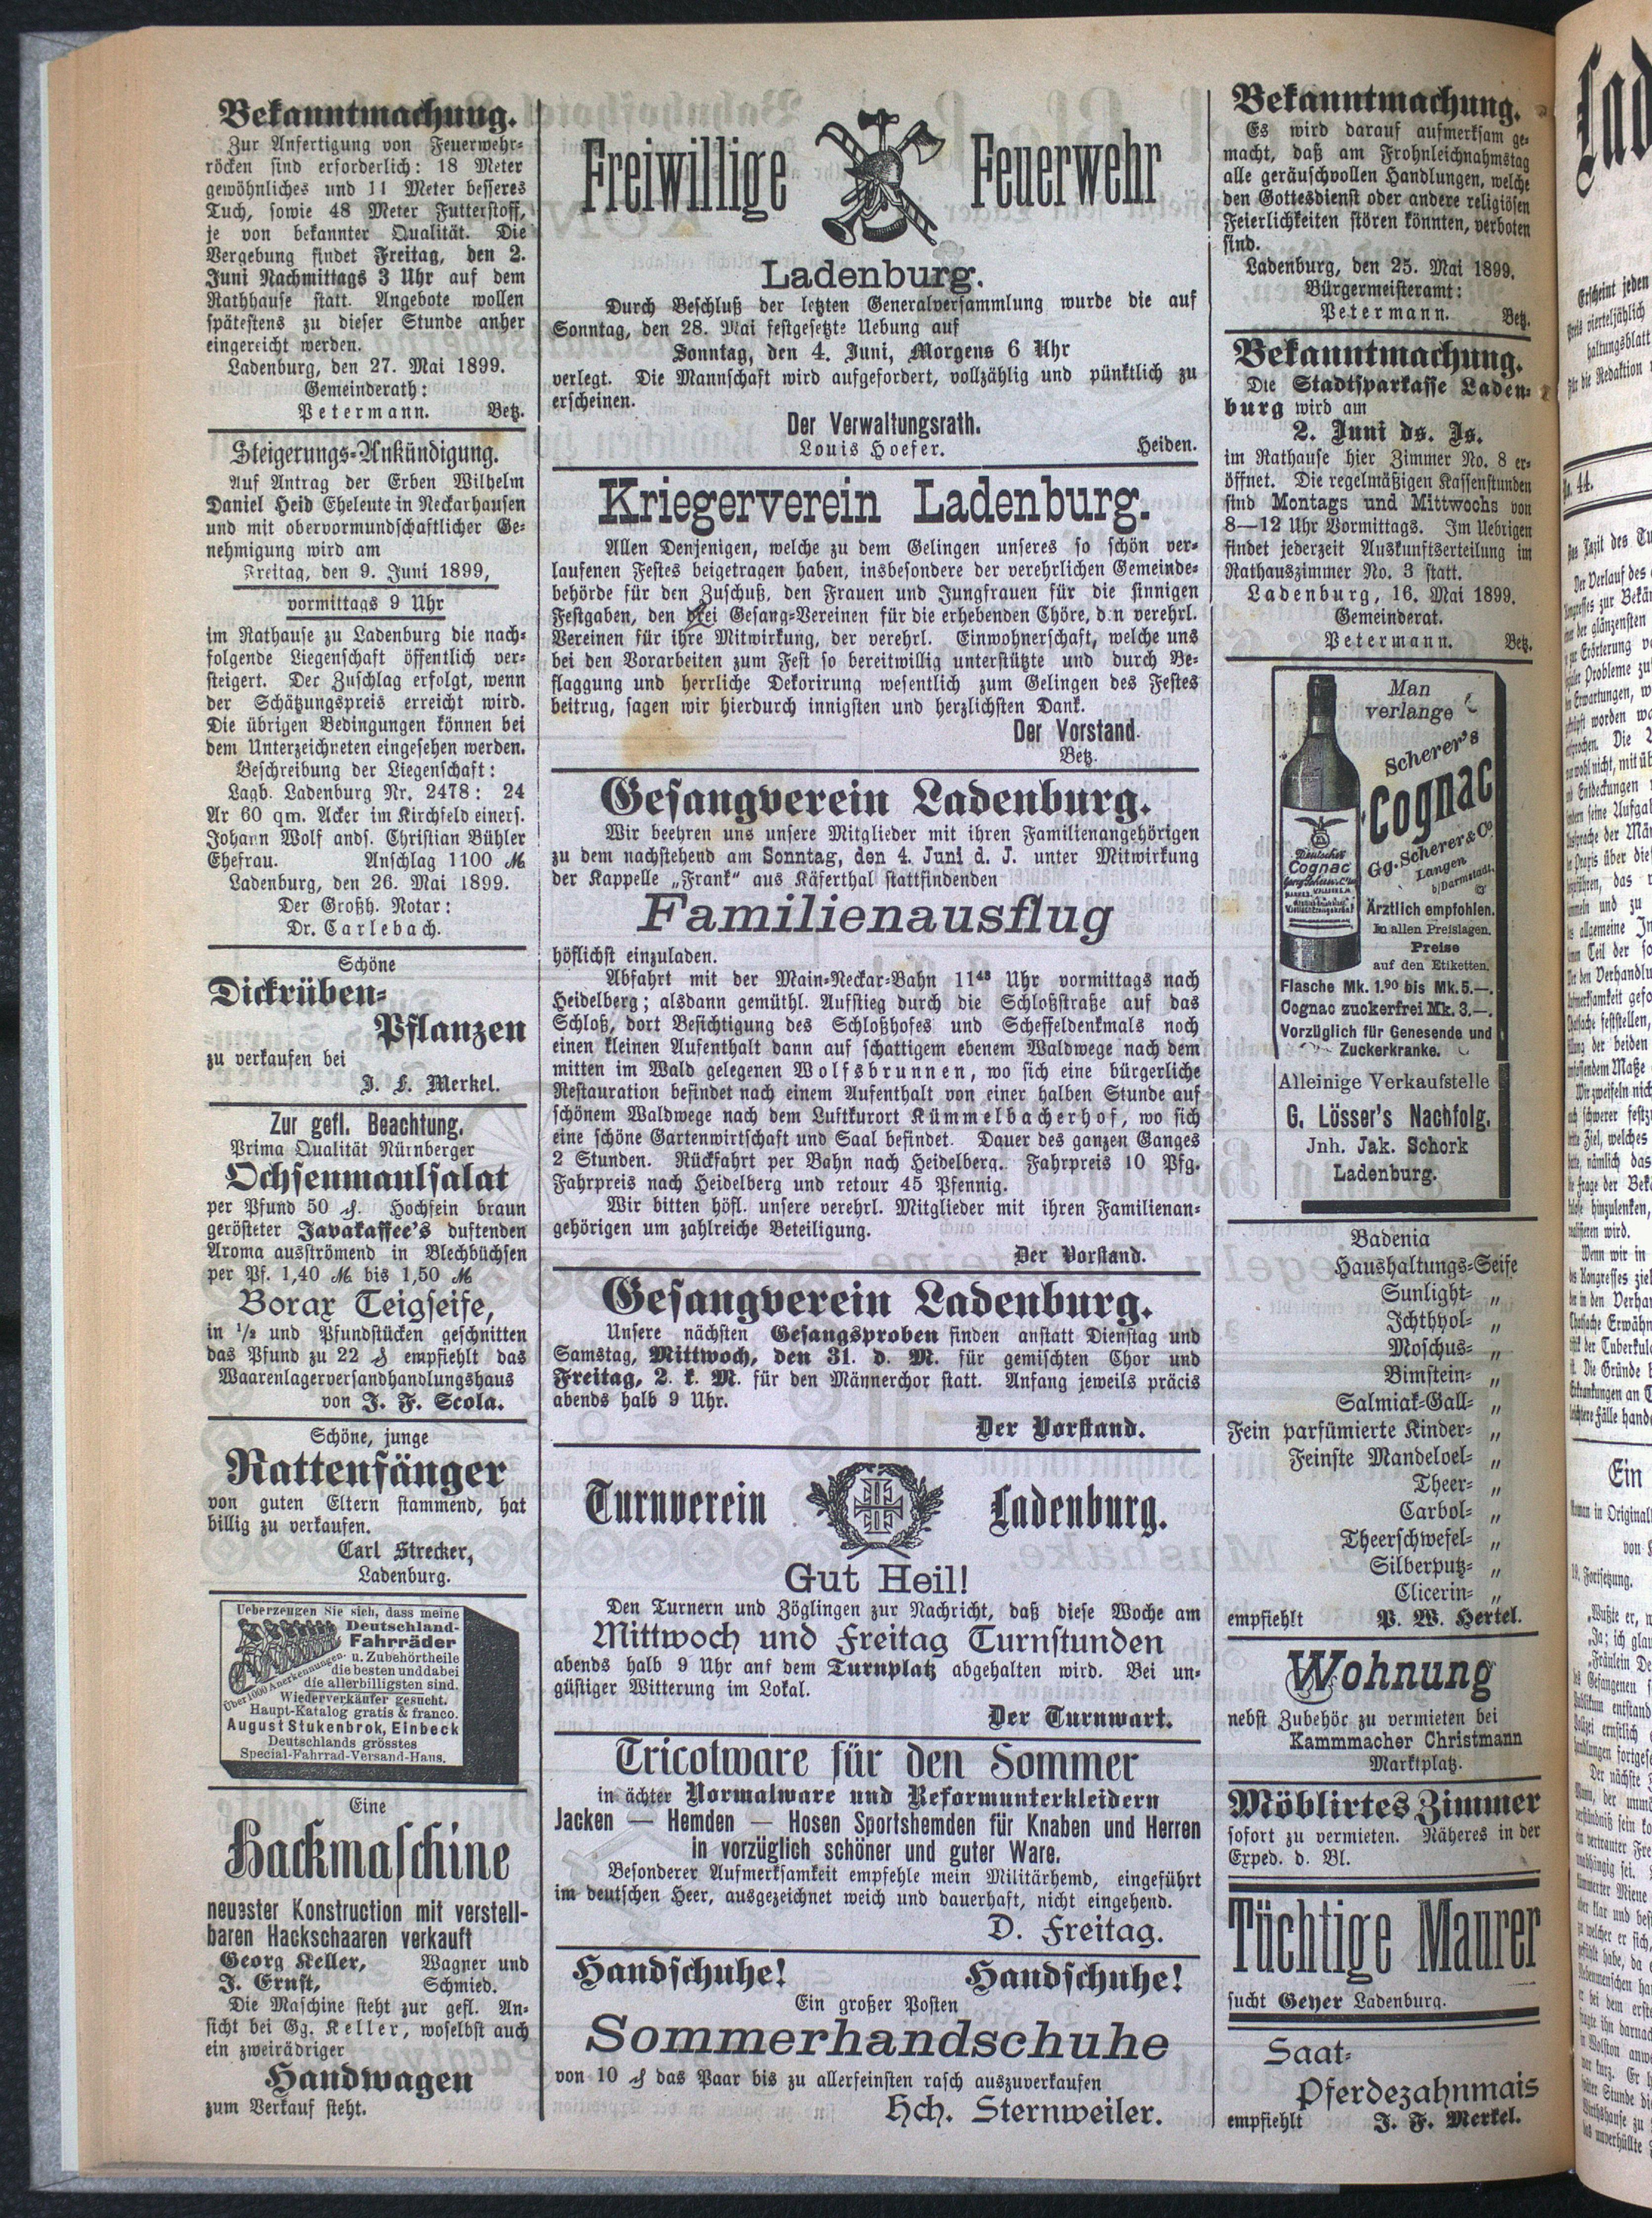 Bekanntmachung.
Zur Anfertigung von Feuerwehr-
röcken sind erforderlich: 18 Meter
gewöhnliches und 11 Meter besseres
Tuch, sowie 48 Meter Futterstoff,
je von bekannter Qualität. Die
Vergebung findet Freitag, den 2.
Juni Nachmittags 3 Uhr auf dem
Rathhause statt. Angebote wollen
spätestens zu dieser Stunde anher
eingereicht werden.
Ladenburg, den 27. Mai 1899.
Gemeinderath:
Petermann. Betz.
Steigerungs-Ankündigung.
Auf Antrag der Erben Wilhelm
Daniel Heid Eheleute in Neckarhausen
und mit obervormundschaftlicher Ge-
nehmigung wird am
Freitag, den 9. Juni 1899,
vormittags 9 Uhr
im Rathause zu Ladenburg die nach-
folgende Liegenschaft öffentlich ver-
steigert. Der Zuschlag erfolgt, wenn
der Schätzungspreis erreicht wird.
Die übrigen Bedingungen können bei
dem Unterzeichneten eingesehen werden.
Beschreibung der Liegenschaft:
Lagb. Ladenburg Nr. 2478: 24
Ar 60 qm. Acker im Kirchfeld einers.
Johann Wolf ands. Christian Bühler
Ehefrau. Anschlag 1100 M
Ladenburg, den 26. Mai 1899.
Der Großh. Notar:
Dr. Carlebach.
Schöne
Dickrüben-
Pflanzen
zu verkaufen bei
J. F. Merkel.
Zur gefl. Beachtung.
Prima Qualität Nürnberger
Ochsenmaulsalat
per Pfund 50 ₰. Hochfein braun
gerösteter Javakaffee's duftenden
Aroma ausströmend in Blechbüchsen
per Pf. 1,40 M bis 1,50 M
Borax Teigseife,
in 1/2 und Pfundstücken geschnitten
das Pfund zu 22 ₰ empfiehlt das
Waarenlagerversandhandlungshaus
von J. F. Scola.
Schöne, junge
Rattenfänger
von guten Eltern stammend, hat
billig zu verkaufen.
Carl Strecker,
Ladenburg.
Ueberzeugen Sie sich, dass meine
Deutschland-
Fahrräder
u. Zubehörtheile
die besten und dabei
die allerbilligsten sind.
Über 1000 Anerkennungen.
Wiederverkäufer gesucht.
Haupt-Katalog gratis & franco.
August Stukenbrok, Einbeck
Deutschlands grösstes
Special-Fahrrad-Versand-Haus.
Eine
Hackmaschine
neuester Konstruction mit verstell-
baren Hackschaaren verkauft
Georg Keller, Wagner und
J. Ernst, Schmied.
Die Maschine steht zur gefl. An-
sicht bei Gg. Keller, woselbst auch
ein zweirädriger
Handwagen
zum Verkauf steht.
Freiwillige Feuerwehr
Ladenburg.
Durch Beschluß der letzten Generalversammlung wurde die auf
Sonntag, den 28. Mai festgesetzte Uebung auf
Sonntag, den 4. Juni, Morgens 6 Uhr
verlegt. Die Mannschaft wird aufgefordert, vollzählig und pünktlich zu
erscheinen.
Der Verwaltungsrath.
Louis Hoefer. Heiden.
Kriegerverein Ladenburg.
Allen Denjenigen, welche zu dem Gelingen unseres so schön ver-
laufenen Festes beigetragen haben, insbesondere der verehrlichen Gemeinde-
behörde für den Zuschuß, den Frauen und Jungfrauen für die sinnigen
Festgaben, den drei Gesang-Vereinen für die erhebenden Chöre, d.n verehrl.
Vereinen für ihre Mitwirkung, der verehrl. Einwohnerschaft, welche uns
bei den Vorarbeiten zum Fest so bereitwillig unterstützte und durch Be-
flaggung und herrliche Dekorirung wesentlich zum Gelingen des Festes
beitrug, sagen wir hierdurch innigsten und herzlichsten Dank.
Der Vorstand.
Betz.
Gesangverein Ladenburg.
Wir beehren uns unsere Mitglieder mit ihren Familienangehörigen
zu dem nachstehend am Sonntag, den 4. Juni d. J. unter Mitwirkung
der Kappelle „Frank“ aus Käferthal stattfindenden
Familienausflug
höflichst einzuladen.
Abfahrt mit der Main-Neckar-Bahn 11⁴⁸ Uhr vormittags nach
Heidelberg; alsdann gemüthl. Aufstieg durch die Schloßstraße auf das
Schloß, dort Besichtigung des Schloßhofes und Scheffeldenkmals noch
einen kleinen Aufenthalt dann auf schattigem ebenem Waldwege nach dem
mitten im Wald gelegenen Wolfsbrunnen, wo sich eine bürgerliche
Restauration befindet nach einem Aufenthalt von einer halben Stunde auf
schönem Waldwege nach dem Luftkurort Kümmelbacherhof, wo sich
eine schöne Gartenwirtschaft und Saal befindet. Dauer des ganzen Ganges
2 Stunden. Rückfahrt per Bahn nach Heidelberg. Fahrpreis 10 Pfg.
Fahrpreis nach Heidelberg und retour 45 Pfennig.
Wir bitten höfl. unsere verehrl. Mitglieder mit ihren Familienan-
gehörigen um zahlreiche Beteiligung.
Der Vorstand.
Gesangverein Ladenburg.
Unsere nächsten Gesangsproben finden anstatt Dienstag und
Samstag, Mittwoch, den 31. d. M. für gemischten Chor und
Freitag, 2. k. M. für den Männerchor statt. Anfang jeweils präcis
abends halb 9 Uhr.
Der Vorstand.
Turnverein Ladenburg.
Gut Heil!
Den Turnern und Zöglingen zur Nachricht, daß diese Woche am
Mittwoch und Freitag Turnstunden
abends halb 9 Uhr auf dem Turnplatz abgehalten wird. Bei un-
günstiger Witterung im Lokal.
Der Turnwart.
Tricotware für den Sommer
in ächter Normalware und Reformunterkleidern
Jacken — Hemden — Hosen Sportshemden für Knaben und Herren
in vorzüglich schöner und guter Ware.
Besonderer Aufmerksamkeit empfehle mein Militärhemd, eingeführt
im deutschen Heer, ausgezeichnet weich und dauerhaft, nicht eingehend.
D. Freitag.
Handschuhe! Handschuhe!
Ein großer Posten
Sommerhandschuhe
von 10 ₰ das Paar bis zu allerfeinsten rasch auszuverkaufen
Hch. Sternweiler.
Bekanntmachung.
Es wird darauf aufmerksam ge-
macht, daß am Frohnleichnahmstag
alle geräuschvollen Handlungen, welche
den Gottesdienst oder andere religiösen
Feierlichkeiten stören könnten, verboten
sind.
Ladenburg, den 25. Mai 1899.
Bürgermeisteramt:
Petermann. Betz.
Bekanntmachung.
Die Stadtsparkasse Laden-
burg wird am
2. Juni ds. Js.
im Rathause hier Zimmer No. 8 er-
öffnet. Die regelmäßigen Kassenstunden
sind Montags und Mittwochs von
8—12 Uhr Vormittags. Im Uebrigen
findet jederzeit Auskunftserteilung im
Rathauszimmer No. 3 statt.
Ladenburg, 16. Mai 1899.
Gemeinderat.
Petermann. Betz.
Man
verlange
Scherer's
Cognac
Gg. Scherer & Co.
Langen
b/Darmstadt.
Deutscher
Cognac
Ärztlich empfohlen.
In allen Preislagen.
Preise
auf den Etiketten.
Flasche Mk. 1.90 bis Mk. 5.—.
Cognac zuckerfrei Mk. 3.—.
Vorzüglich für Genesende und
Zuckerkranke.
Alleinige Verkaufstelle
G. Lösser's Nachfolg.
Jnh. Jak. Schork
Ladenburg.
Badenia
Haushaltungs-Seife
Sunlight- „
Ichthyol- „
Moschus- „
Bimstein- „
Salmiak-Gall- „
Fein parfümierte Kinder- „
Feinste Mandeloel- „
Theer- „
Carbol- „
Theerschwefel- „
Silberputz- „
Clicerin- „
empfiehlt P. W. Hertel.
Wohnung
nebst Zubehör zu vermieten bei
Kammmacher Christmann
Marktplatz.
Möblirtes Zimmer
sofort zu vermieten. Näheres in der
Exped. d. Bl.
Tüchtige Maurer
sucht Geyer Ladenburg.
Saat-
Pferdezahnmais
empfiehlt J. F. Merkel.
Erscheint jeden
No. 44.